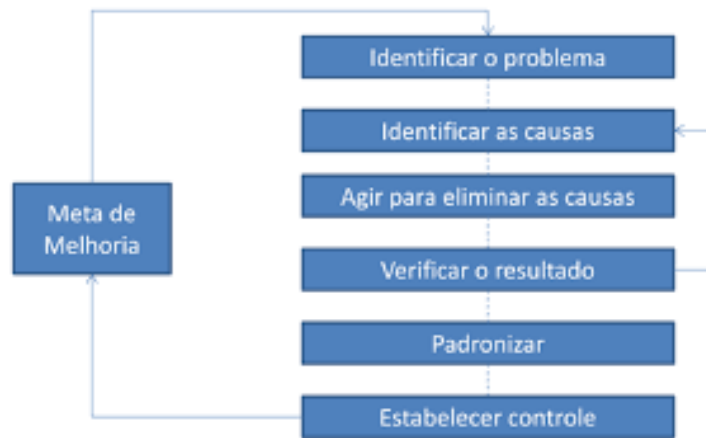 Identificar o problema
Identificar as causas
Agir para eliminar as causas
Meta de
Melhoria
Verificar o resultado
Padronizar
Estabelecer controle